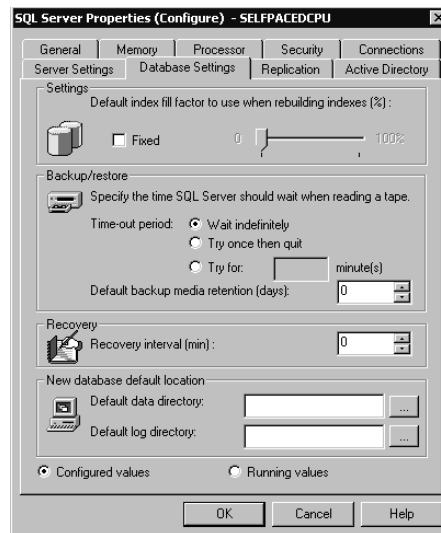 SQL Server Properties (Configure) - SELFPACEDCPU
General Memory Processor Security Connections
Server Settings Database Settings Replication Active Directory
Settings
Default index fill factor to use when rebuilding indexes (%) :
Fixed 0 100%
Backup/restore
Specify the time SQL Server should wait when reading a tape.
Time-out period: Wait indefinitely
Try once then quit
Try for: minute(s)
Default backup media retention (days): 0
Recovery
Recovery interval (min) : 0
New database default location
Default data directory: ...
Default log directory: ...
Configured values Running values
OK Cancel Help